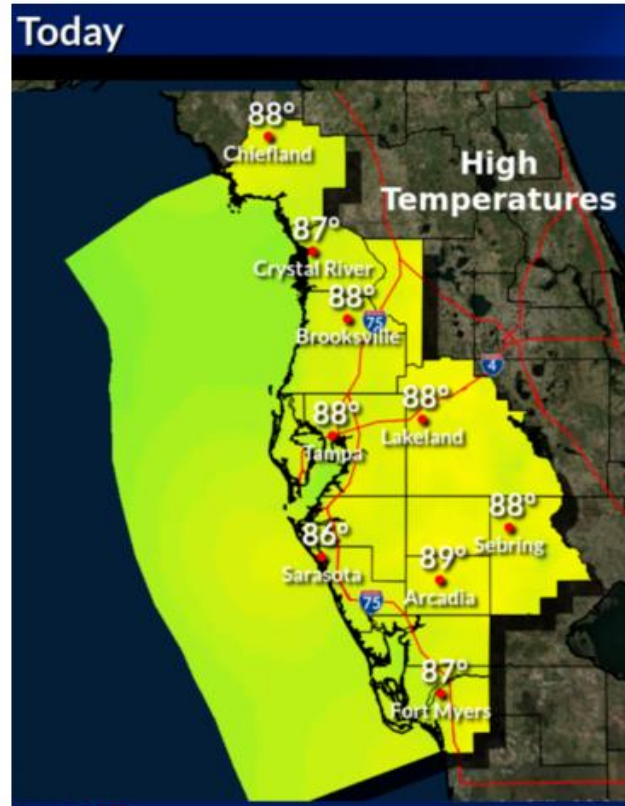 Today
88°
Chiefland
High
Temperatures
87°
Crystal River
88°
Brooksville
75
4
88°
Lakeland
88°
Tampa
88°
Sebring
86°
Sarasota
89°
Arcadia
75
87°
Fort Myers